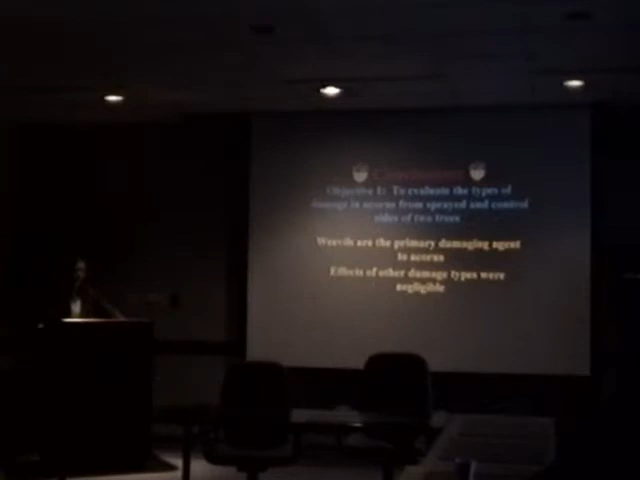 Conclusions
Objective 1: To evaluate the types of
damage in acorns from sprayed and control
sides of two trees
Weevils are the primary damaging agent
to acorns
Effects of other damage types were
negligible